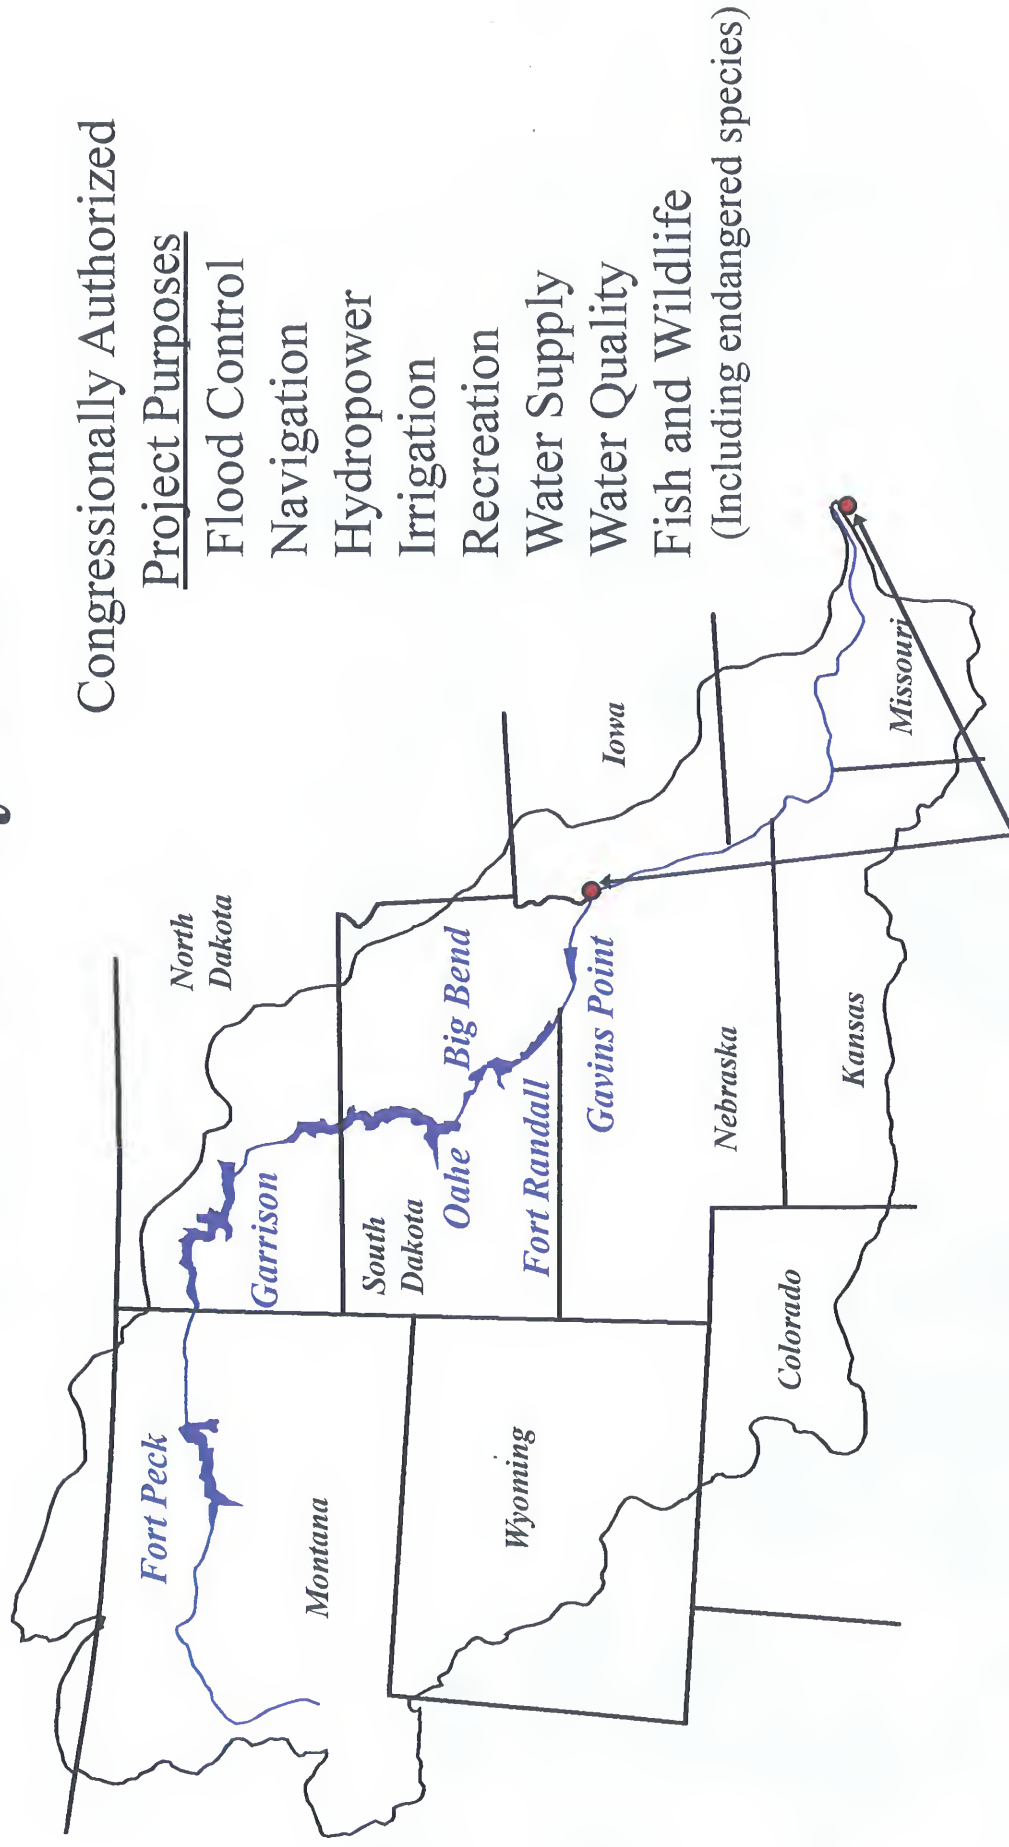 Congressionally Authorized
Project Purposes
Flood Control
Navigation
Hydropower
Irrigation
Recreation
Water Supply
Water Quality
Fish and Wildlife
(Including endangered species)
Fort Peck
Montana
Garrison
North
Dakota
South
Dakota
Oahe
Big Bend
Fort Randall
Gavins Point
Wyoming
Nebraska
Iowa
Colorado
Kansas
Missouri